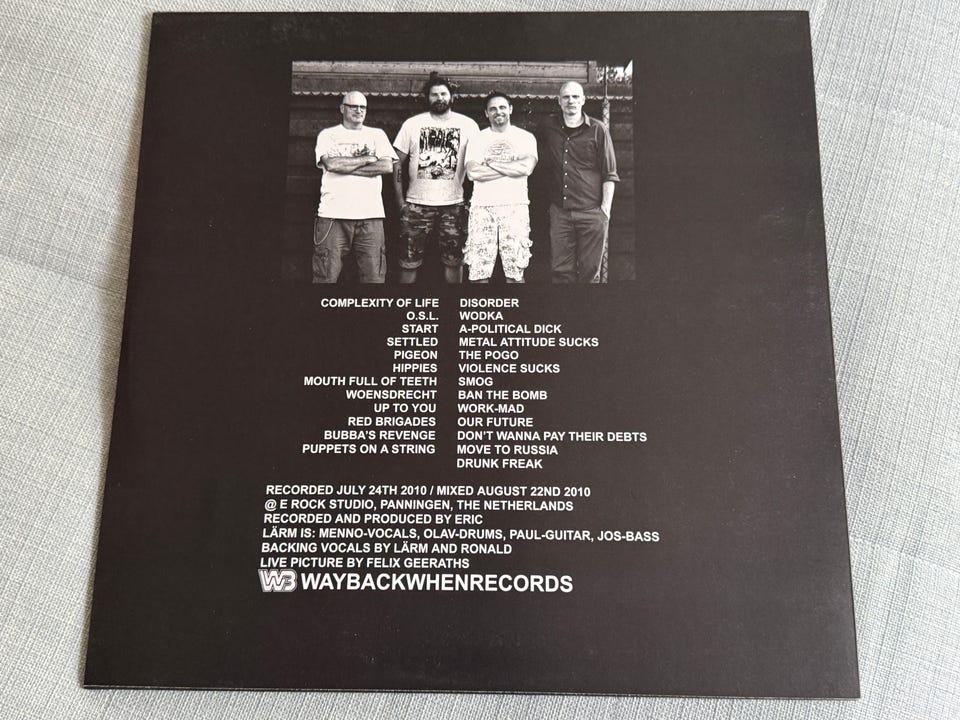 COMPLEXITY OF LIFE
O.S.L.
START
SETTLED
PIGEON
HIPPIES
MOUTH FULL OF TEETH
WOENSDRECHT
UP TO YOU
RED BRIGADES
BUBBA'S REVENGE
PUPPETS ON A STRING
DISORDER
WODKA
A-POLITICAL DICK
METAL ATTITUDE SUCKS
THE POGO
VIOLENCE SUCKS
SMOG
BAN THE BOMB
WORK-MAD
OUR FUTURE
DON'T WANNA PAY THEIR DEBTS
MOVE TO RUSSIA
DRUNK FREAK
RECORDED JULY 24TH 2010 / MIXED AUGUST 22ND 2010
@ E ROCK STUDIO, PANNINGEN, THE NETHERLANDS
RECORDED AND PRODUCED BY ERIC
LÄRM IS: MENNO-VOCALS, OLAV-DRUMS, PAUL-GUITAR, JOS-BASS
BACKING VOCALS BY LÄRM AND RONALD
LIVE PICTURE BY FELIX GEERATHS
WB WAYBACKWHENRECORDS